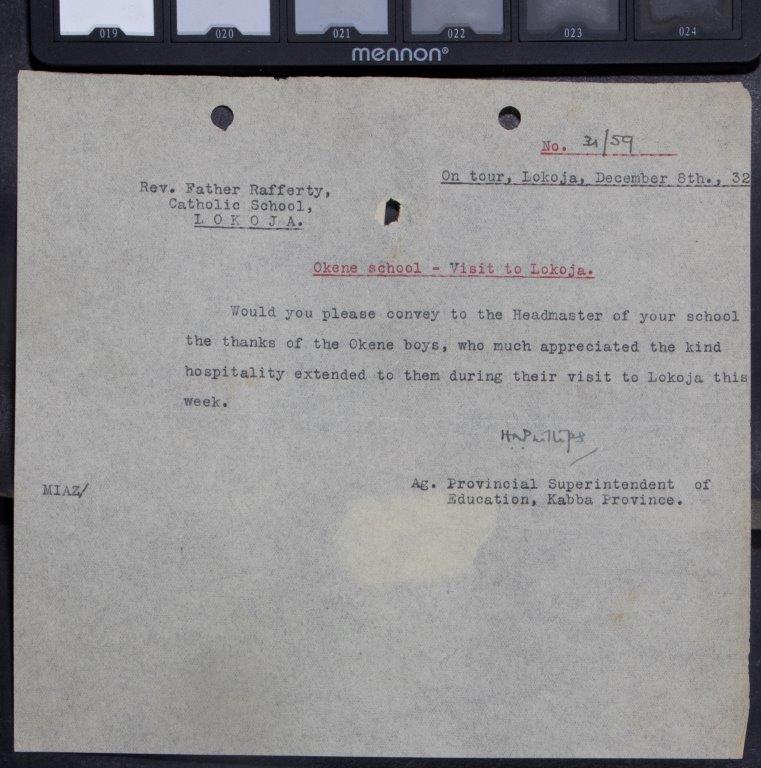 019 020 021 022 023 024
mennon®
No. 31/59
On tour, Lokoja, December 8th., 32
Rev. Father Rafferty,
Catholic School,
L O K O J A.
Okene school - Visit to Lokoja.
Would you please convey to the Headmaster of your school
the thanks of the Okene boys, who much appreciated the kind
hospitality extended to them during their visit to Lokoja this
week.
HNPhillips
MIAZ/
Ag. Provincial Superintendent of
Education, Kabba Province.